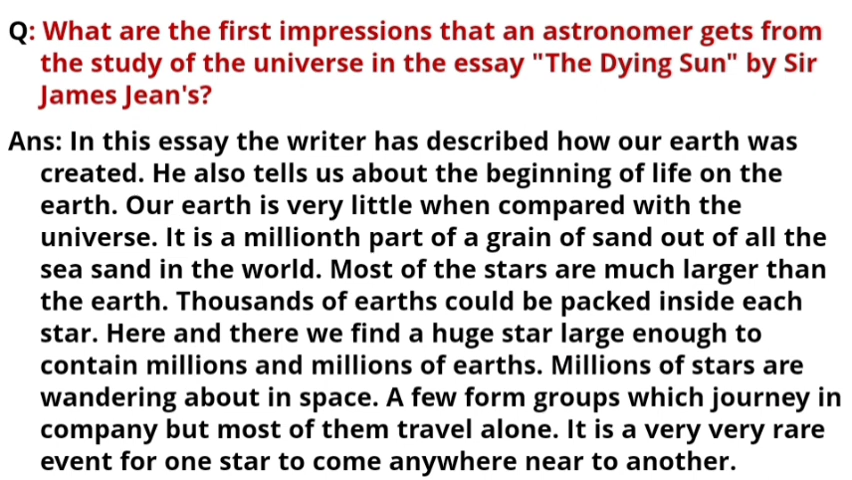 Q: What are the first impressions that an astronomer gets from
the study of the universe in the essay "The Dying Sun" by Sir
James Jean's?
Ans: In this essay the writer has described how our earth was
created. He also tells us about the beginning of life on the
earth. Our earth is very little when compared with the
universe. It is a millionth part of a grain of sand out of all the
sea sand in the world. Most of the stars are much larger than
the earth. Thousands of earths could be packed inside each
star. Here and there we find a huge star large enough to
contain millions and millions of earths. Millions of stars are
wandering about in space. A few form groups which journey in
company but most of them travel alone. It is a very very rare
event for one star to come anywhere near to another.